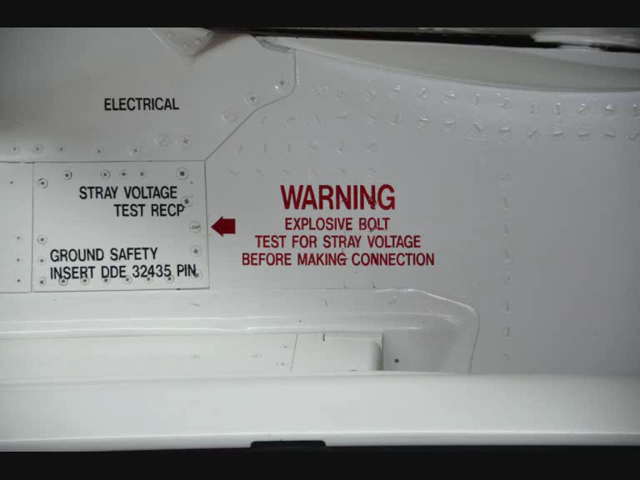 ELECTRICAL
STRAY VOLTAGE
TEST RECP
GROUND SAFETY
INSERT DDE 32435 PIN
WARNING
EXPLOSIVE BOLT
TEST FOR STRAY VOLTAGE
BEFORE MAKING CONNECTION